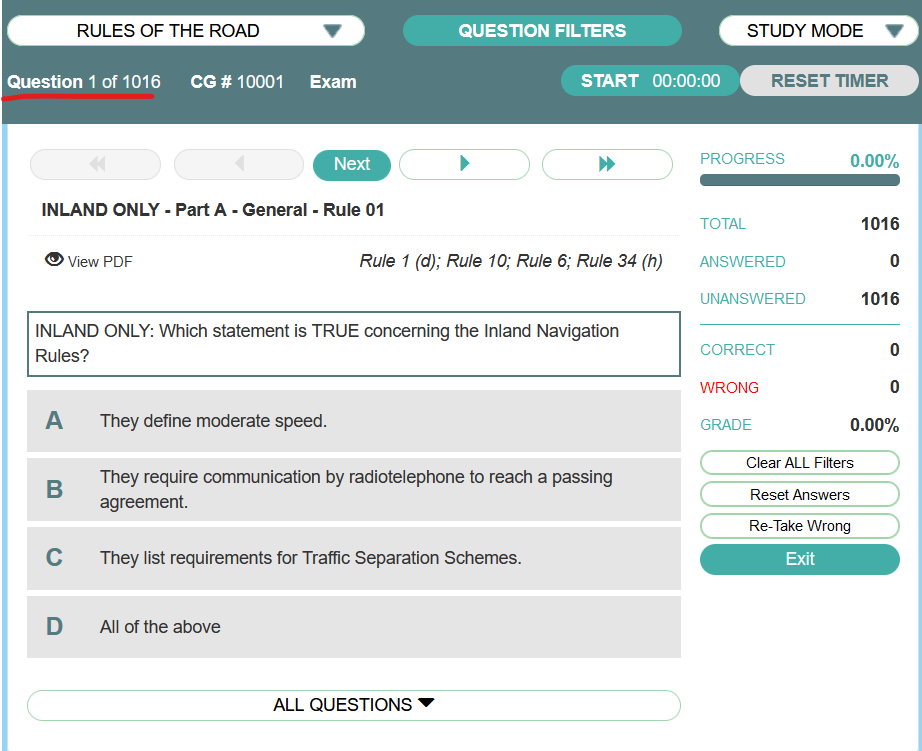 RULES OF THE ROAD
QUESTION FILTERS
STUDY MODE
Question 1 of 1016
CG # 10001
Exam
START 00:00:00
RESET TIMER
Next
INLAND ONLY - Part A - General - Rule 01
View PDF
Rule 1 (d); Rule 10; Rule 6; Rule 34 (h)
INLAND ONLY: Which statement is TRUE concerning the Inland Navigation
Rules?
A They define moderate speed.
B They require communication by radiotelephone to reach a passing
agreement.
C They list requirements for Traffic Separation Schemes.
D All of the above
ALL QUESTIONS
PROGRESS 0.00%
TOTAL 1016
ANSWERED 0
UNANSWERED 1016
CORRECT 0
WRONG 0
GRADE 0.00%
Clear ALL Filters
Reset Answers
Re-Take Wrong
Exit